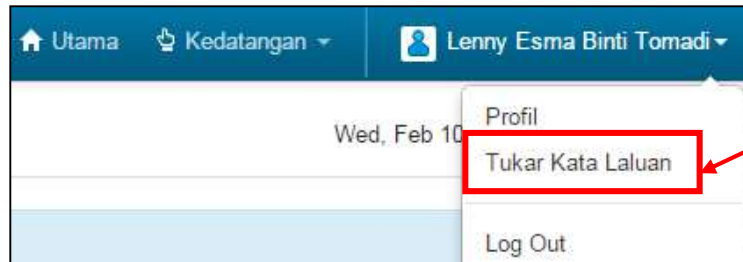 Utama Kedatangan Lenny Esma Binti Tomadi
Wed, Feb 10
Profil
Tukar Kata Laluan
Log Out